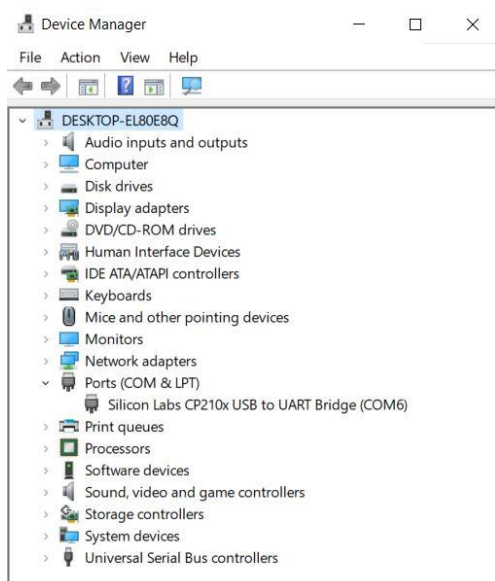 Device Manager
File Action View Help
DESKTOP-EL80E8Q
Audio inputs and outputs
Computer
Disk drives
Display adapters
DVD/CD-ROM drives
Human Interface Devices
IDE ATA/ATAPI controllers
Keyboards
Mice and other pointing devices
Monitors
Network adapters
Ports (COM & LPT)
Silicon Labs CP210x USB to UART Bridge (COM6)
Print queues
Processors
Software devices
Sound, video and game controllers
Storage controllers
System devices
Universal Serial Bus controllers